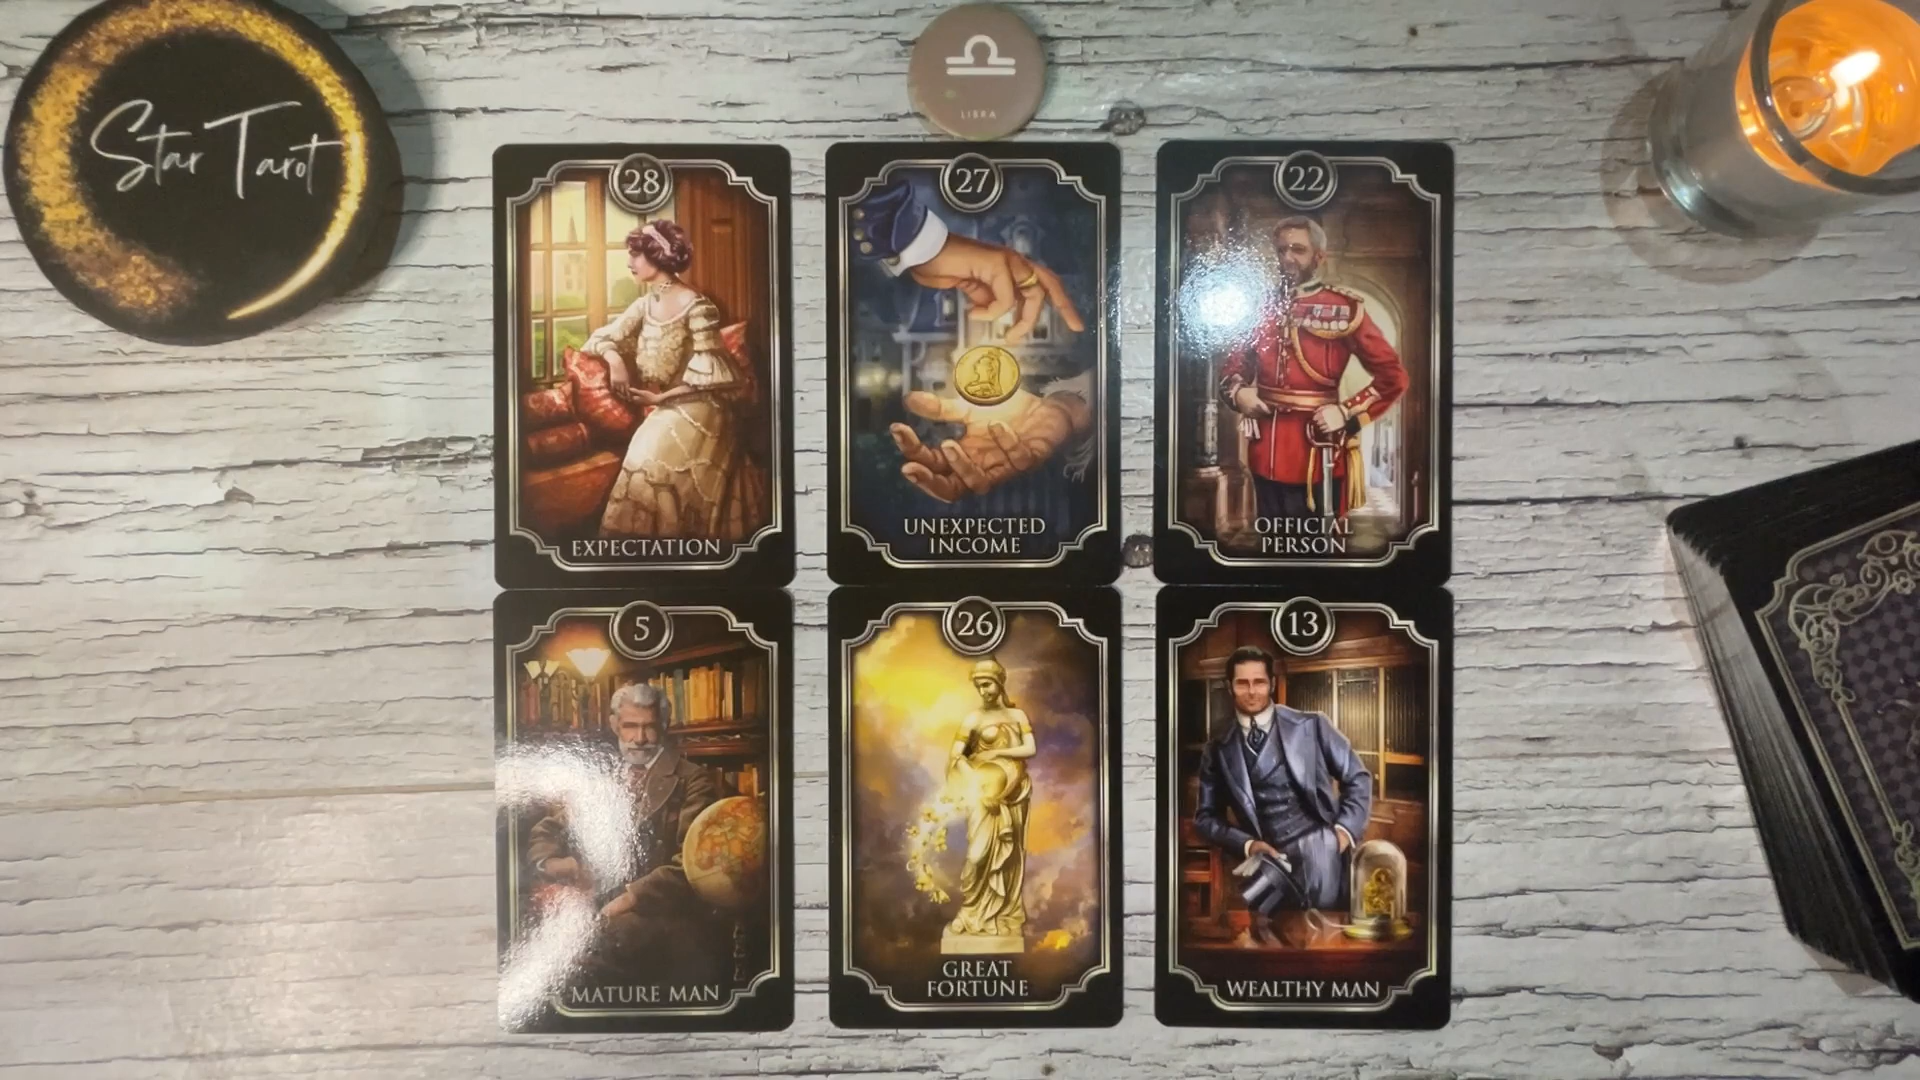 Star Tarot
LIBRA
28
EXPECTATION
27
UNEXPECTED
INCOME
22
OFFICIAL
PERSON
5
MATURE MAN
26
GREAT
FORTUNE
13
WEALTHY MAN